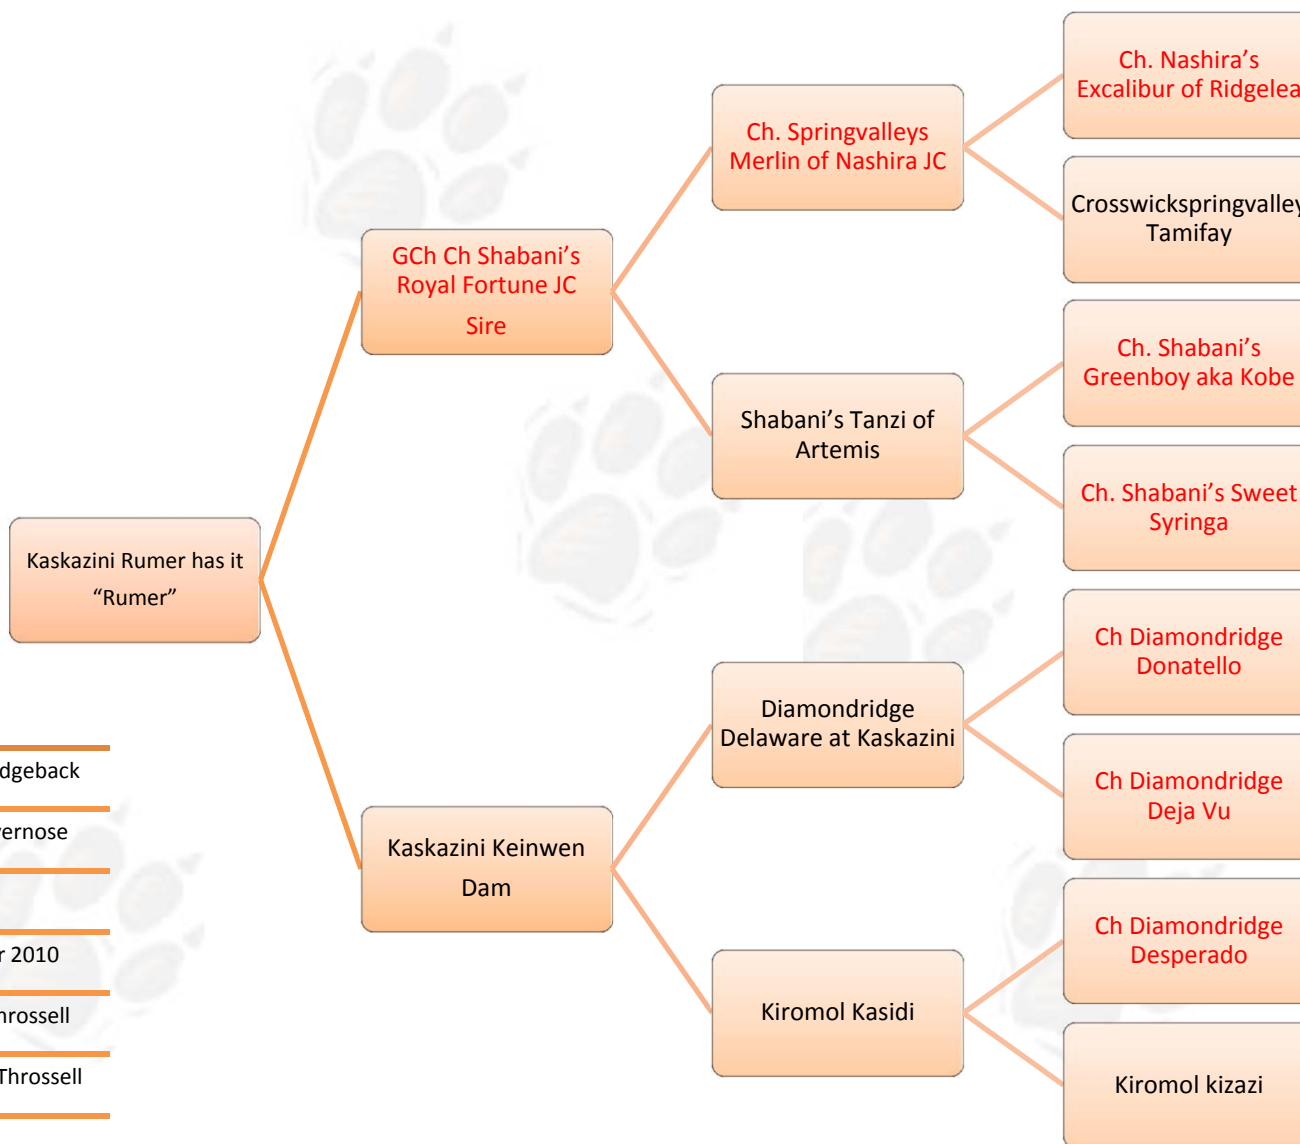 Kaskazini Rumer has it
“Rumer”
GCh Ch Shabani’s
Royal Fortune JC
Sire
Kaskazini Keinwen
Dam
Ch. Springvalleys
Merlin of Nashira JC
Shabani’s Tanzi of
Artemis
Diamondridge
Delaware at Kaskazini
Kiromol Kasidi
Ch. Nashira’s
Excalibur of Ridgelea
Crosswickspringvalley
Tamifay
Ch. Shabani’s
Greenboy aka Kobe
Ch. Shabani’s Sweet
Syringa
Ch Diamondridge
Donatello
Ch Diamondridge
Deja Vu
Ch Diamondridge
Desperado
Kiromol kizazi
dgeback
vernose
r 2010
hrossell
Throssell